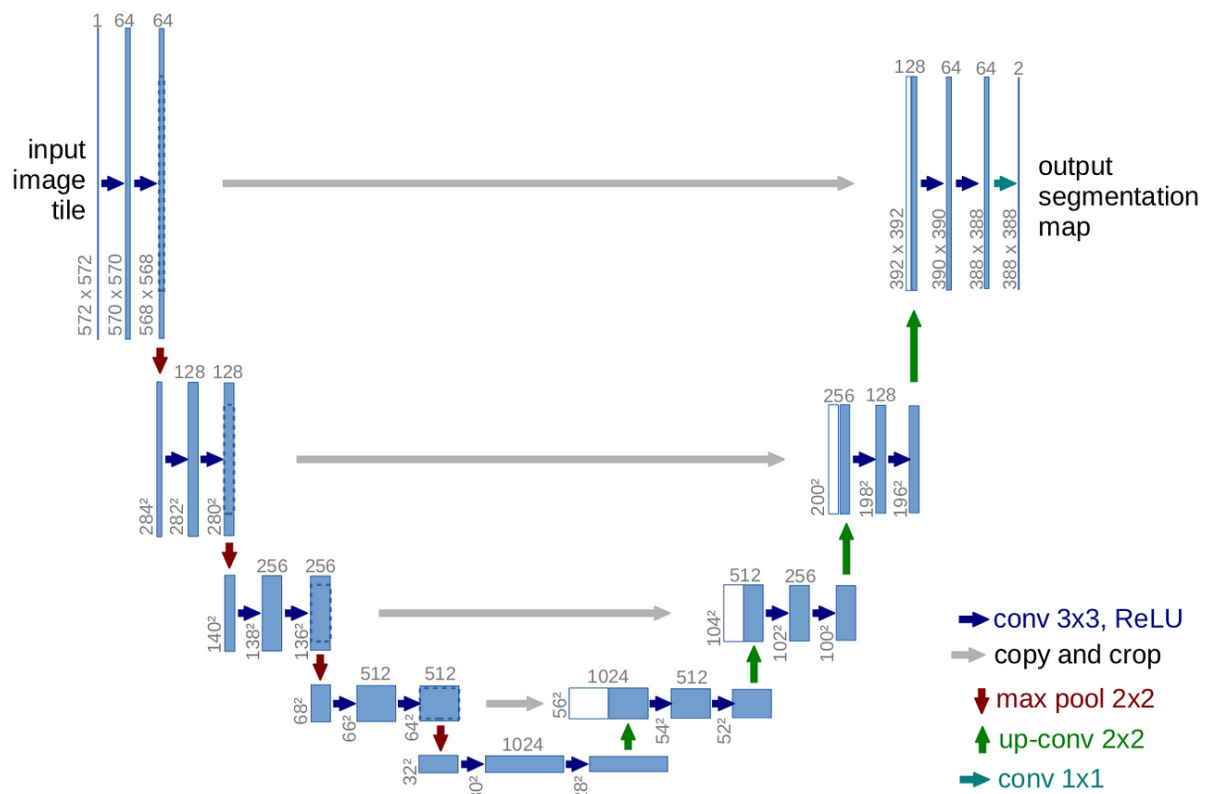 1 64 64
input
image
tile
572 x 572
570 x 570
568 x 568
128 64 64 2
output
segmentation
map
392 x 392
390 x 390
388 x 388
388 x 388
128 128
284²
282²
280²
256 128
200²
198²
196²
256 256
140²
138²
136²
512 256
104²
102²
100²
512 512
68²
66²
64²
1024 512
56²
54²
52²
1024
32²
conv 3x3, ReLU
copy and crop
max pool 2x2
up-conv 2x2
conv 1x1